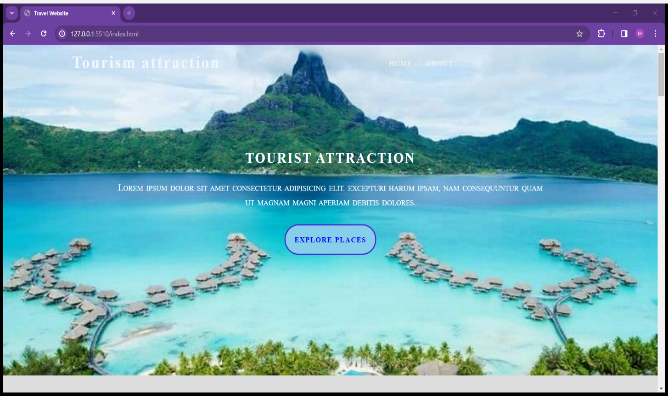 Travel Website
127.0.0.1:5510/index.html
Tourism attraction
HOME ABOUT
TOURIST ATTRACTION
Lorem ipsum dolor sit amet consectetur adipisicing elit. excepturi harum ipsam, nam consequuntur quam
ut magnam magni aperiam debitis dolores.
EXPLORE PLACES